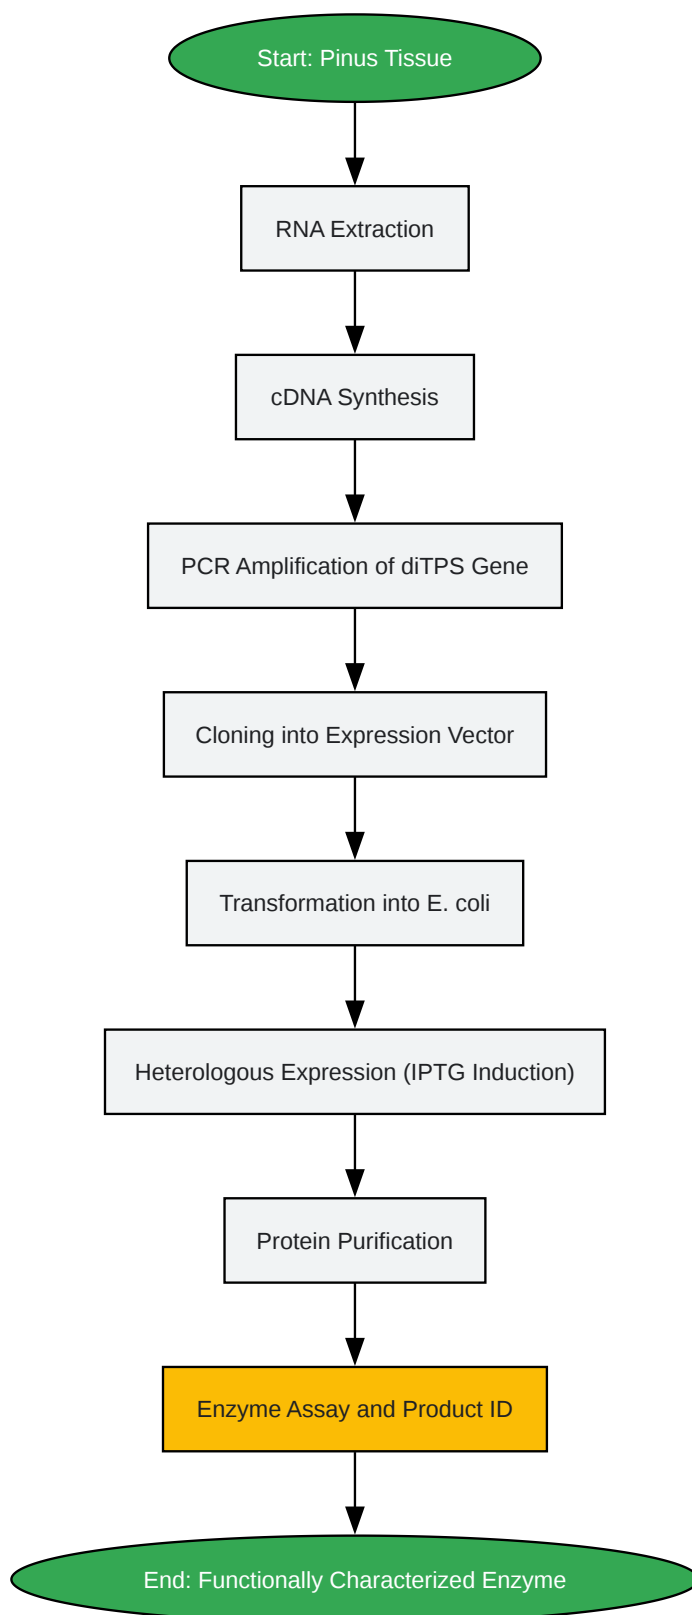 Start: Pinus Tissue
RNA Extraction
cDNA Synthesis
PCR Amplification of diTPS Gene
Cloning into Expression Vector
Transformation into E. coli
Heterologous Expression (IPTG Induction)
Protein Purification
Enzyme Assay and Product ID
End: Functionally Characterized Enzyme